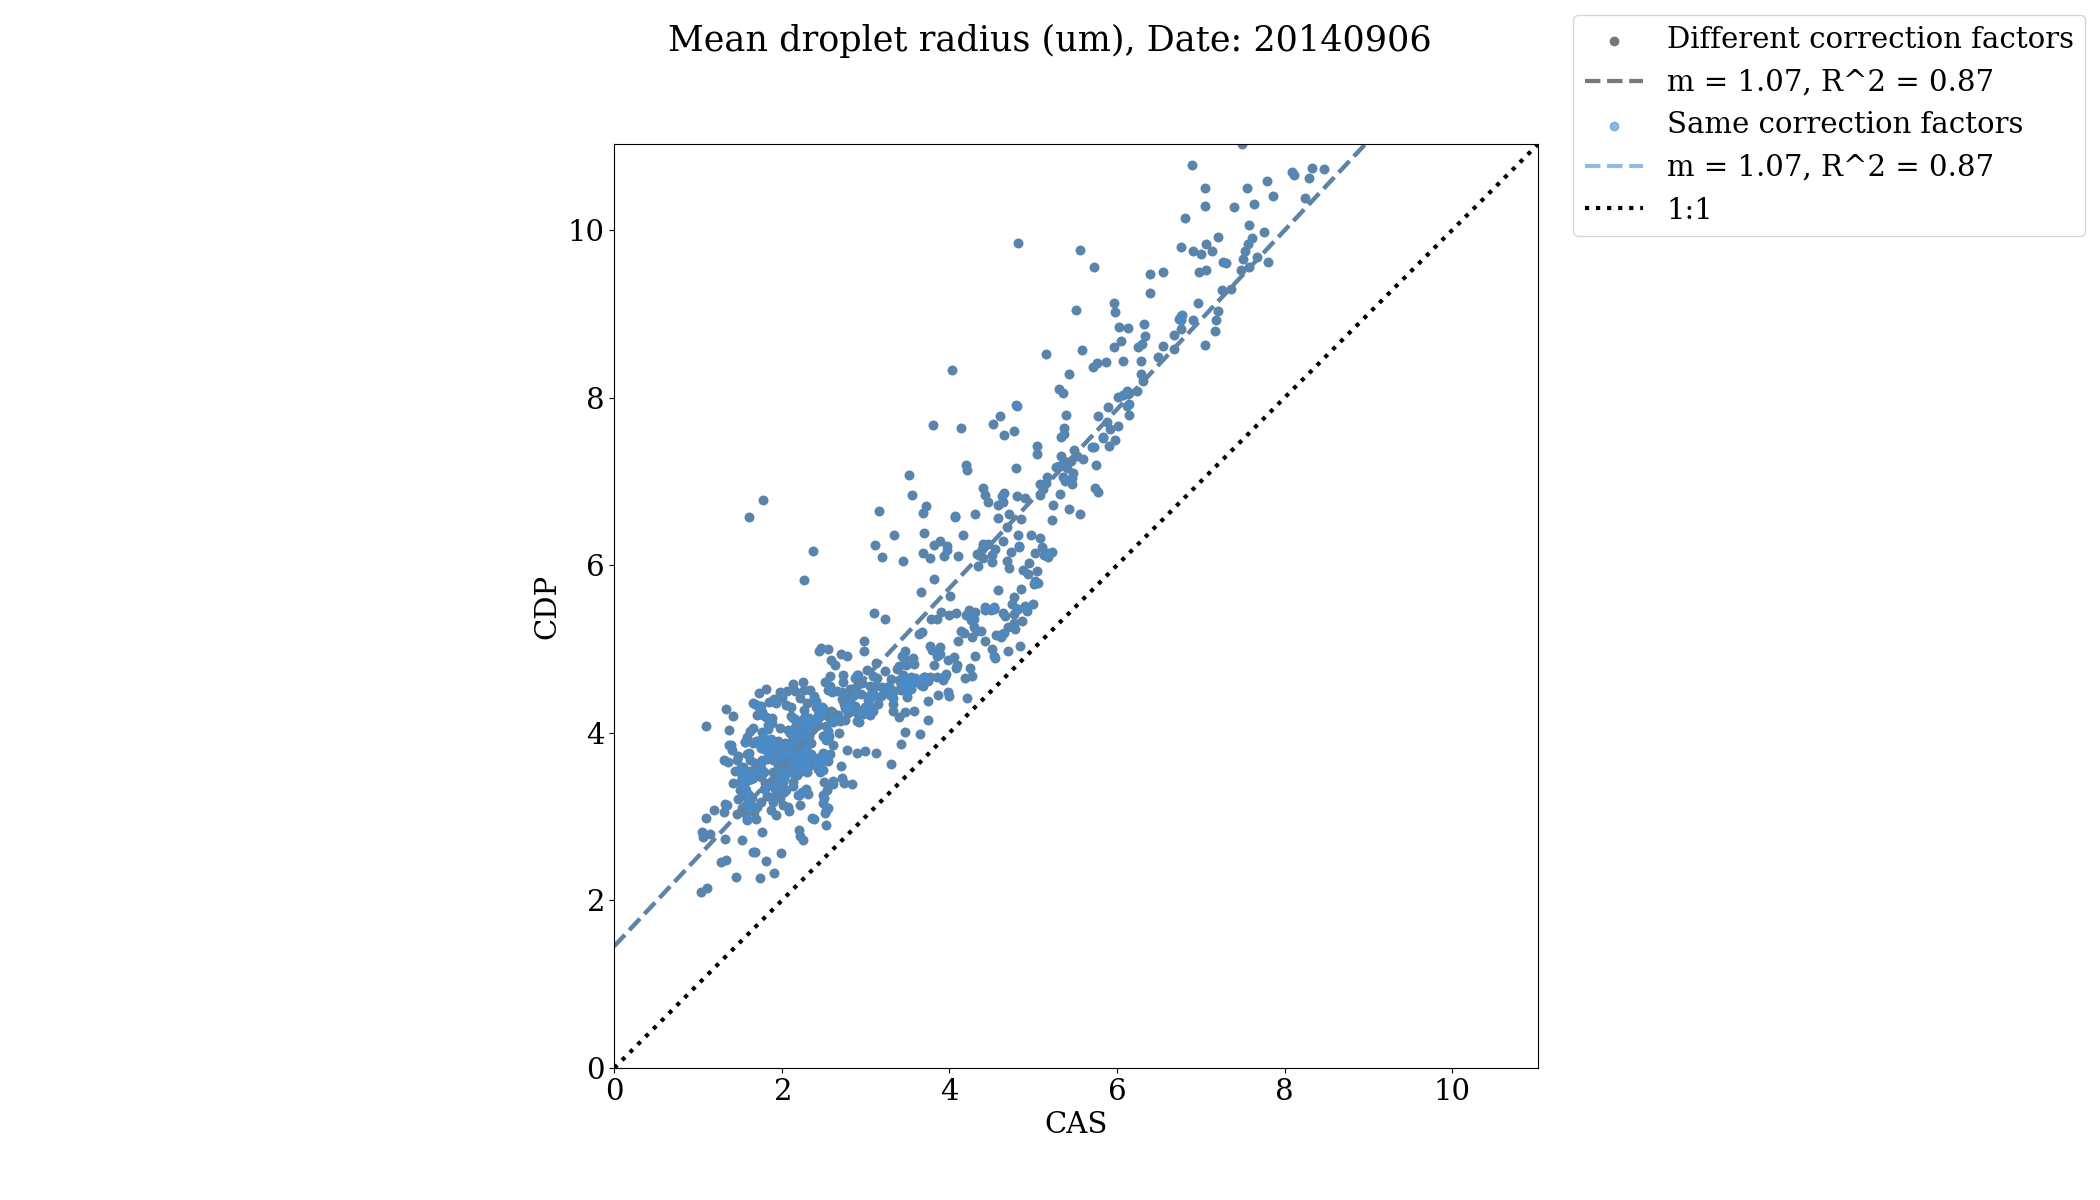 Mean droplet radius (um), Date: 20140906
Different correction factors
m = 1.07, R^2 = 0.87
Same correction factors
m = 1.07, R^2 = 0.87
1:1
10
8
6
4
2
0
CDP
0 2 4 6 8 10
CAS